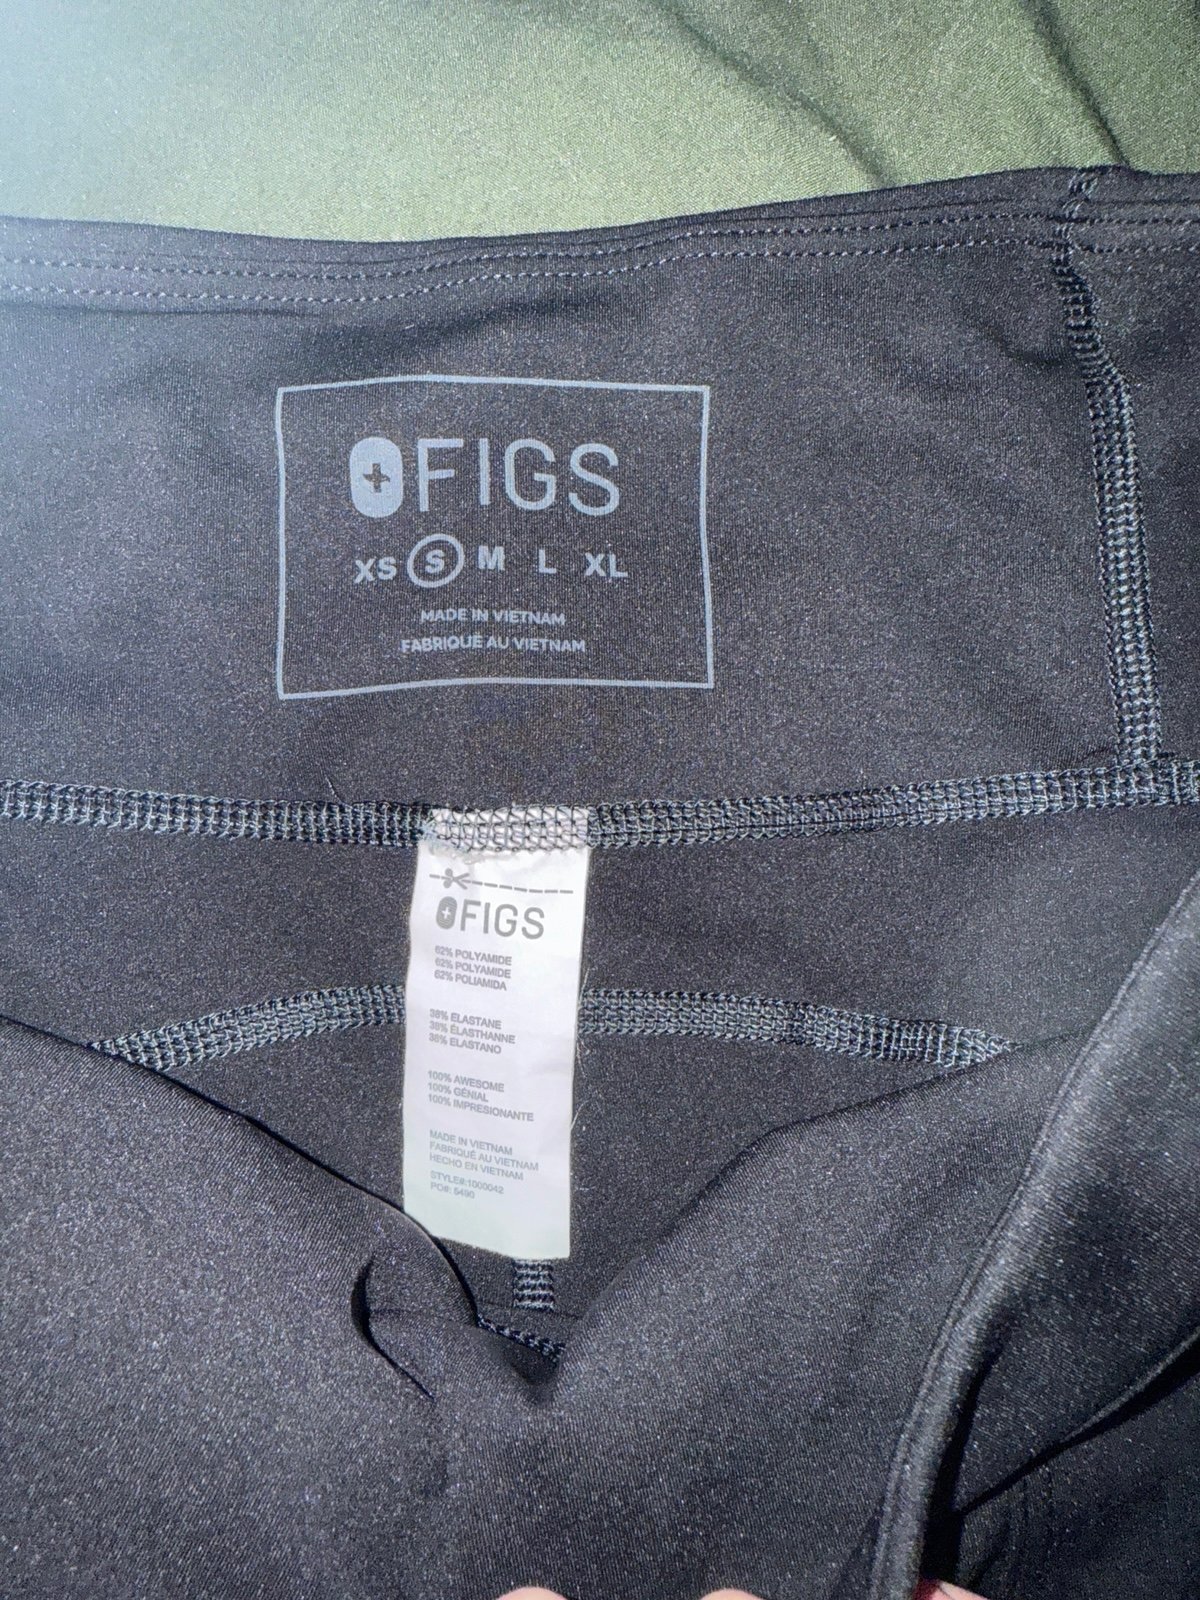 FIGS
XS S M L XL
MADE IN VIETNAM
FABRIQUÉ AU VIETNAM
FIGS
62% POLYAMIDE
62% POLYAMIDE
62% POLIAMIDA
38% ELASTANE
38% ÉLASTHANNE
38% ELASTANO
100% AWESOME
100% GÉNIAL
100% IMPRESIONANTE
MADE IN VIETNAM
FABRIQUÉ AU VIETNAM
HECHO EN VIETNAM
STYLE#:1000042
PO#: 5490